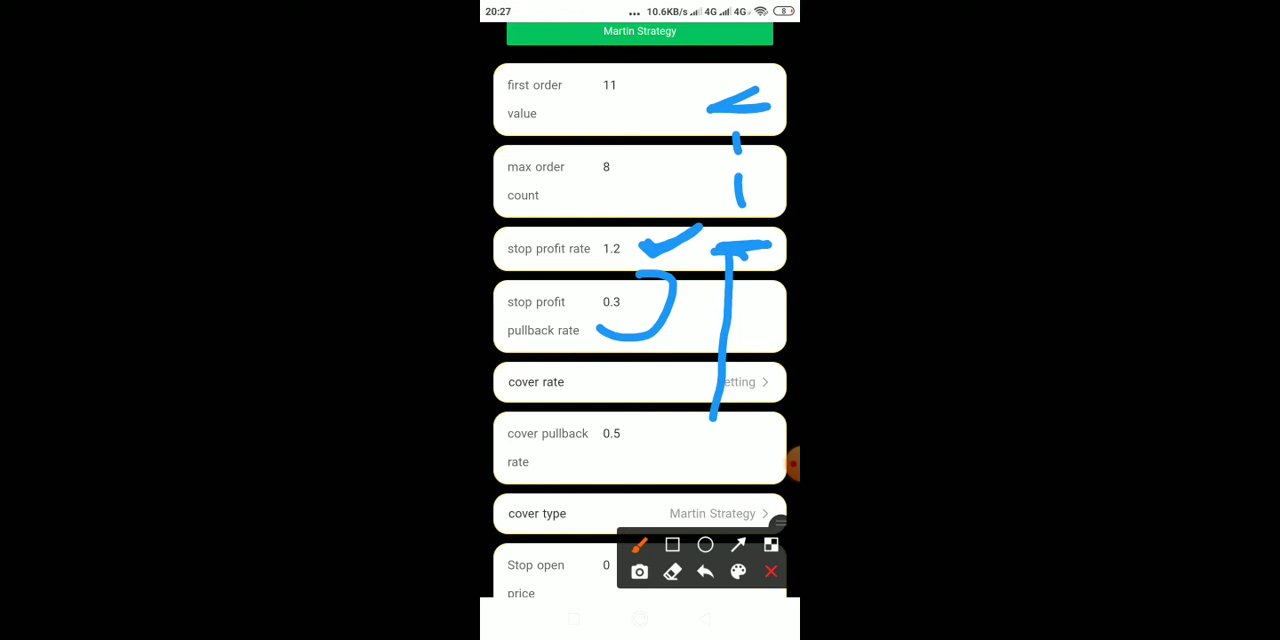 20:27 ... 10.6KB/s 4G 4G 8
Martin Strategy
first order value 11
max order count 8
stop profit rate 1.2
stop profit pullback rate 0.3
cover rate etting
cover pullback rate 0.5
cover type Martin Strategy
Stop open price 0